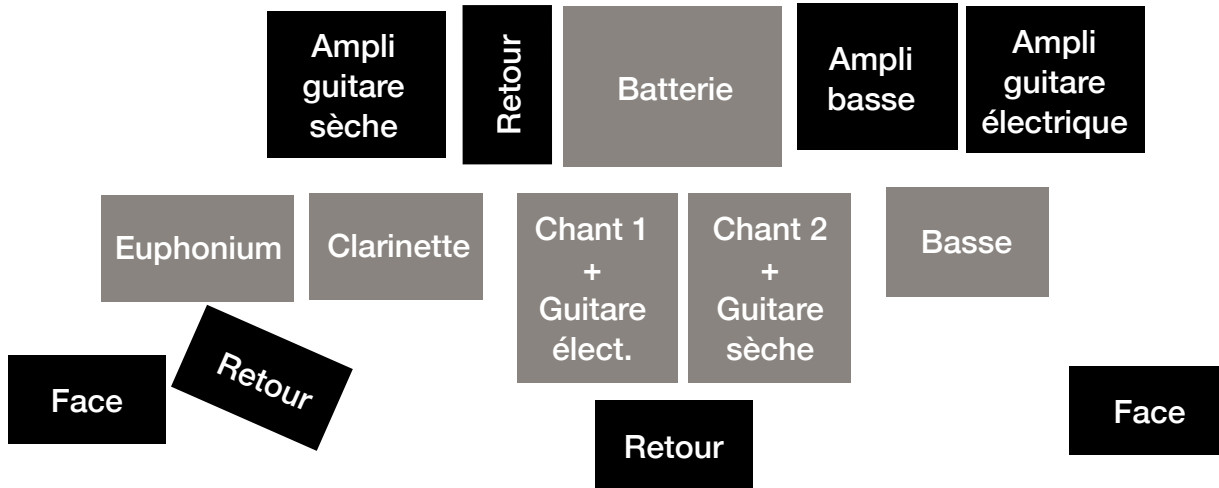 Ampli
guitare
sèche
Retour
Batterie
Ampli
basse
Ampli
guitare
électrique
Euphonium
Clarinette
Chant 1
+
Guitare
élect.
Chant 2
+
Guitare
sèche
Basse
Face
Retour
Retour
Face